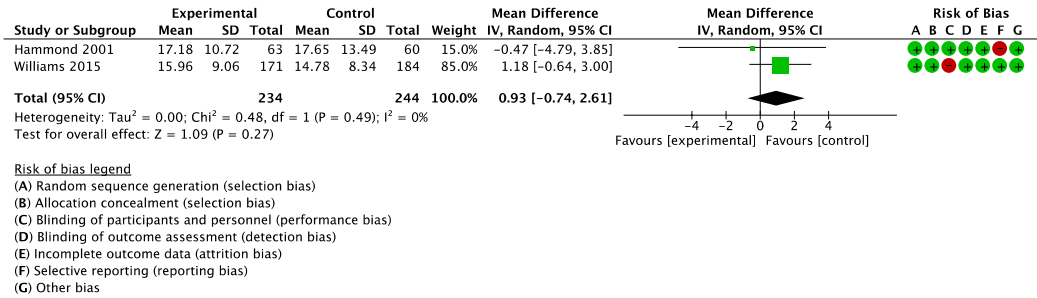 Experimental Control Mean Difference Mean Difference Risk of Bias
Study or Subgroup Mean SD Total Mean SD Total Weight IV, Random, 95% CI IV, Random, 95% CI A B C D E F G
Hammond 2001 17.18 10.72 63 17.65 13.49 60 15.0% −0.47 [−4.79, 3.85] + + + + + − +
Williams 2015 15.96 9.06 171 14.78 8.34 184 85.0% 1.18 [−0.64, 3.00] + + − + + + +
Total (95% CI) 234 244 100.0% 0.93 [−0.74, 2.61]
Heterogeneity: Tau² = 0.00; Chi² = 0.48, df = 1 (P = 0.49); I² = 0%
Test for overall effect: Z = 1.09 (P = 0.27)
−4 −2 0 2 4
Favours [experimental] Favours [control]
Risk of bias legend
(A) Random sequence generation (selection bias)
(B) Allocation concealment (selection bias)
(C) Blinding of participants and personnel (performance bias)
(D) Blinding of outcome assessment (detection bias)
(E) Incomplete outcome data (attrition bias)
(F) Selective reporting (reporting bias)
(G) Other bias